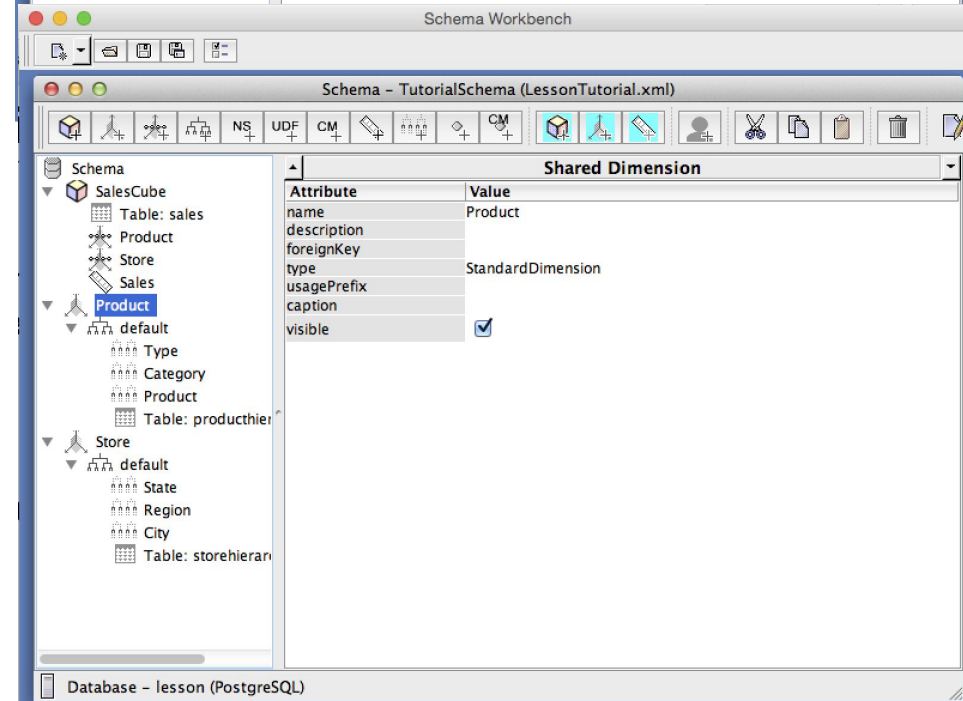 Schema Workbench
Schema - TutorialSchema (LessonTutorial.xml)
NS UDF CM CM
Schema
SalesCube
Table: sales
Product
Store
Sales
Product
default
Type
Category
Product
Table: producthier
Store
default
State
Region
City
Table: storehierar
Shared Dimension
Attribute Value
name Product
description
foreignKey
type StandardDimension
usagePrefix
caption
visible
Database - lesson (PostgreSQL)